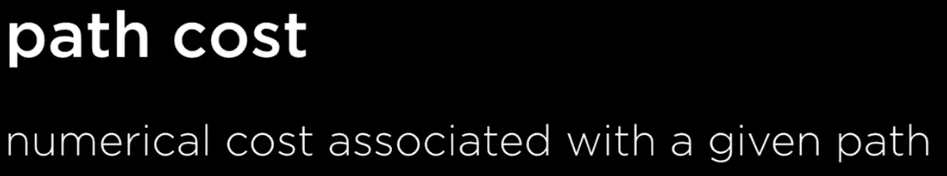 path cost
numerical cost associated with a given path